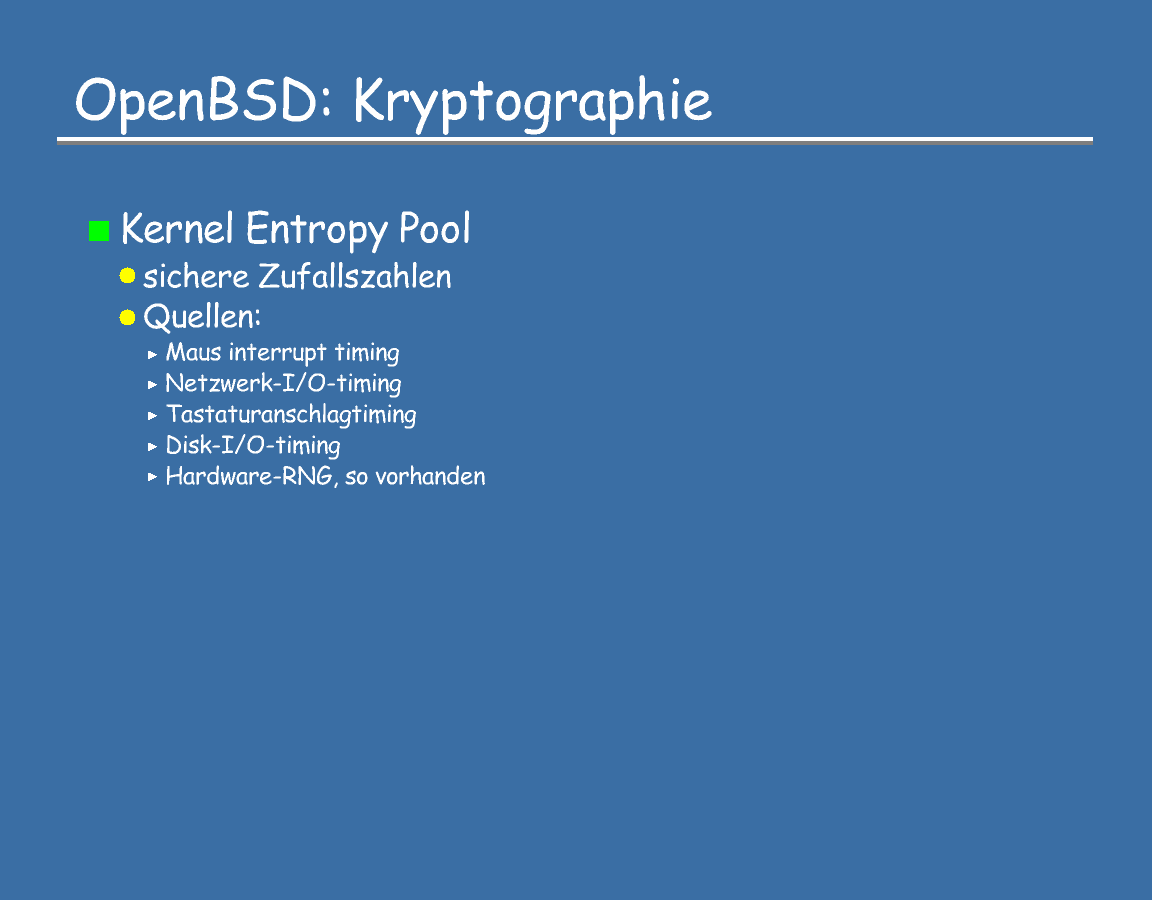 OpenBSD: Kryptographie
Kernel Entropy Pool
sichere Zufallszahlen
Quellen:
Maus interrupt timing
Netzwerk-I/O-timing
Tastaturanschlagtiming
Disk-I/O-timing
Hardware-RNG, so vorhanden